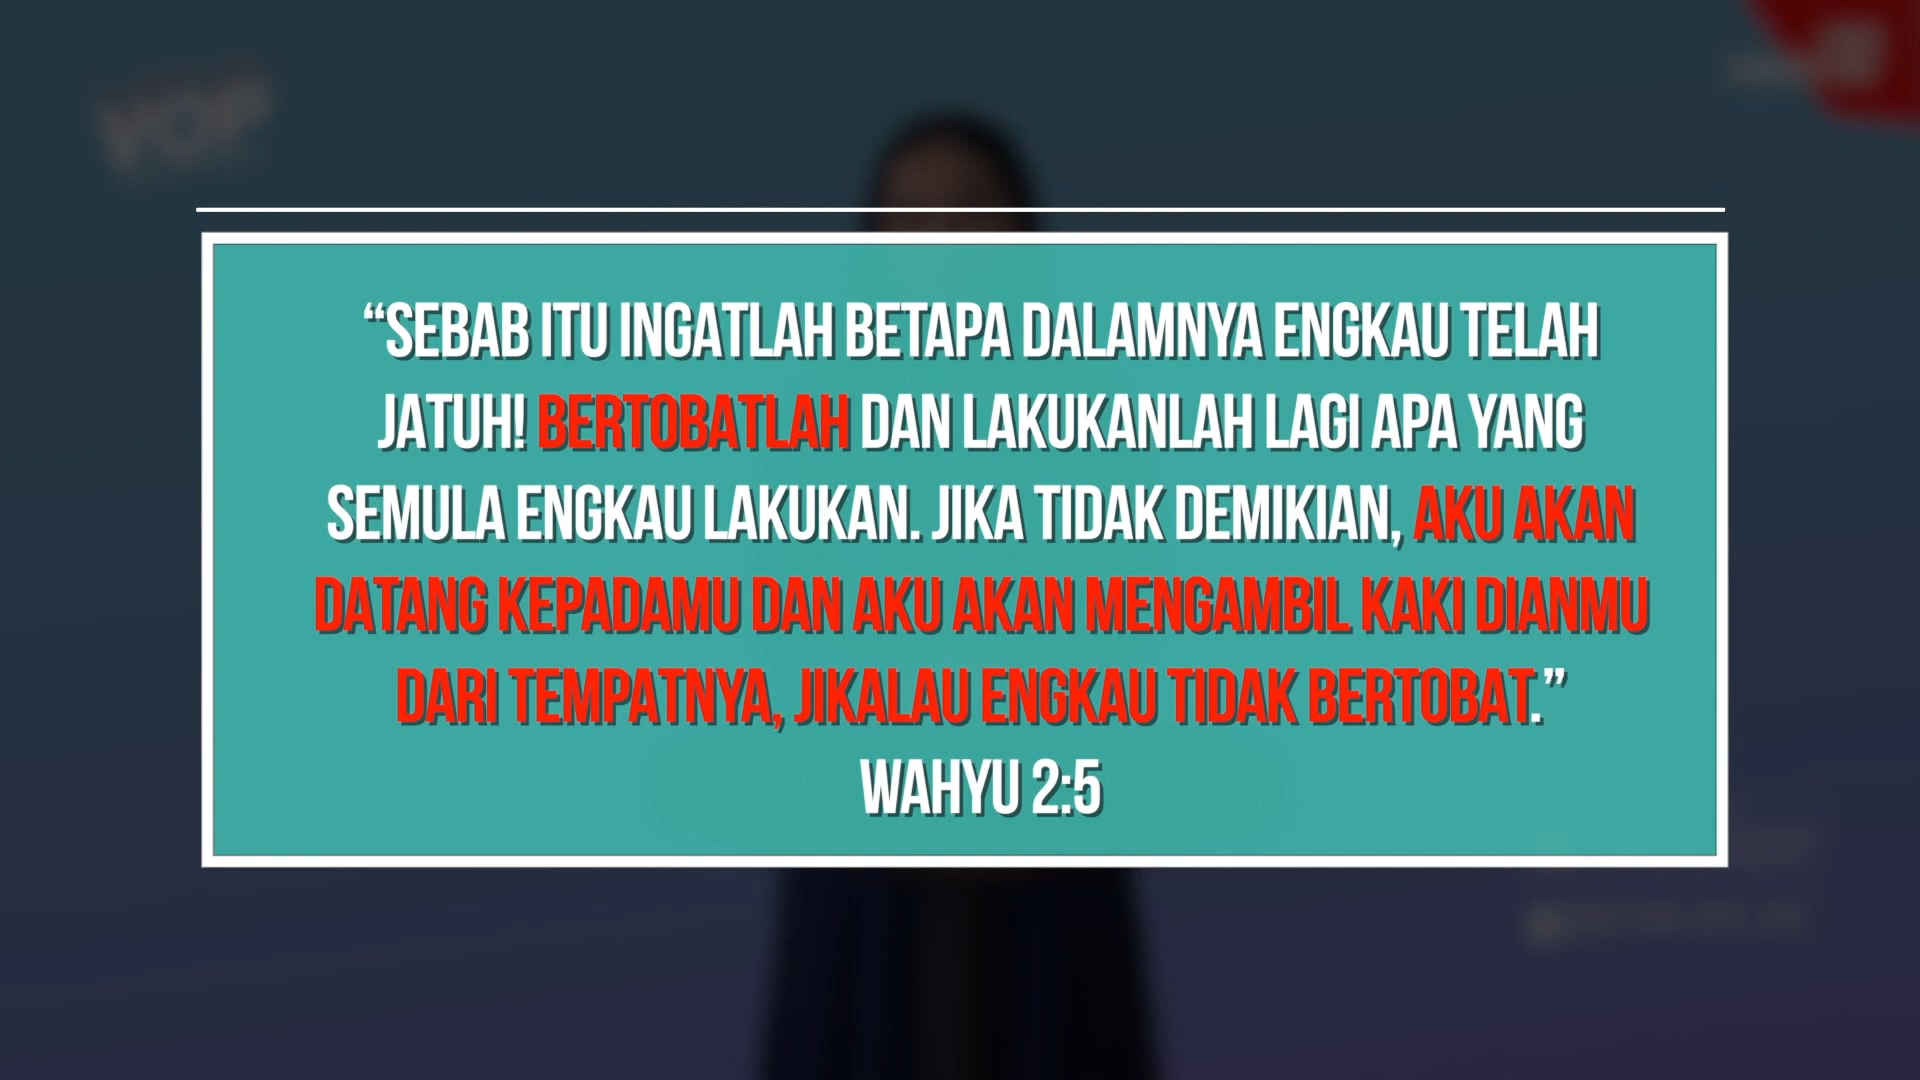 VOP
“SEBAB ITU INGATLAH BETAPA DALAMNYA ENGKAU TELAH
JATUH! BERTOBATLAH DAN LAKUKANLAH LAGI APA YANG
SEMULA ENGKAU LAKUKAN. JIKA TIDAK DEMIKIAN, AKU AKAN
DATANG KEPADAMU DAN AKU AKAN MENGAMBIL KAKI DIANMU
DARI TEMPATNYA, JIKALAU ENGKAU TIDAK BERTOBAT.”
WAHYU 2:5